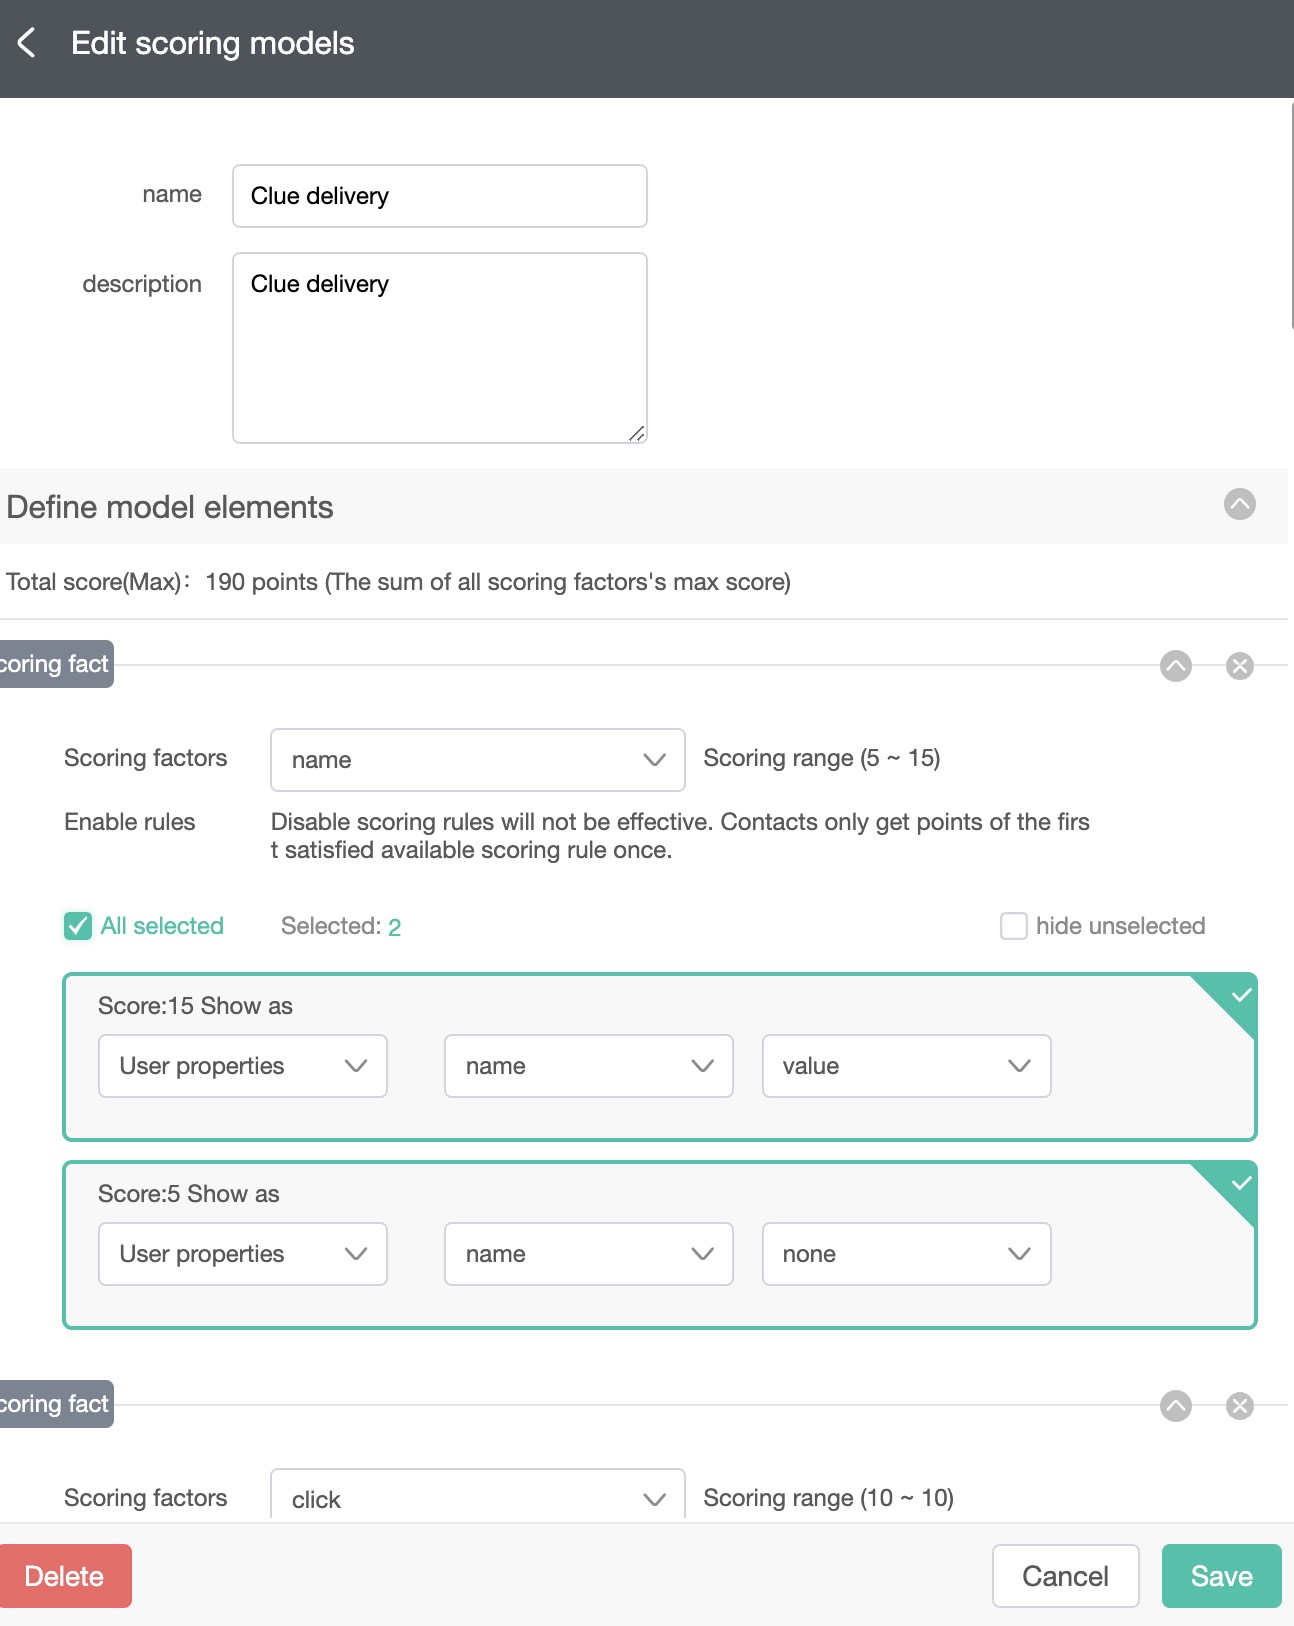 Edit scoring models
name
Clue delivery
description
Clue delivery
Define model elements
Total score(Max)： 190 points (The sum of all scoring factors's max score)
coring fact
Scoring factors
name
Scoring range (5 ~ 15)
Enable rules
Disable scoring rules will not be effective. Contacts only get points of the firs
t satisfied available scoring rule once.
All selected
Selected: 2
hide unselected
Score:15 Show as
User properties
name
value
Score:5 Show as
User properties
name
none
coring fact
Scoring factors
click
Scoring range (10 ~ 10)
Delete
Cancel
Save